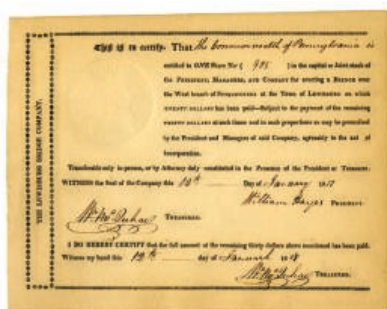 This is to certify, That the Commonwealth of Pennsylvania is
entitled to ONE Share No ( 975 ) in the capital or Joint stock of
the PRESIDENT, MANAGERS, AND COMPANY for erecting a BRIDGE over
the West branch of SUSQUEHANNA at the Town of LEWISBURG on which
TWENTY DOLLARS has been paid—Subject to the payment of the remaining
THIRTY DOLLARS at such times and in such proportions as may be prescribed
by the President and Managers of said Company, agreeably to the act of
Incorporation.
Transferable only in person, or by Attorney duly constituted in the Presence of the President or Treasurer.
WITNESS the Seal of the Company this 12th Day of January 1817
William Hayes PRESIDENT.
TREASURER.
I DO HEREBY CERTIFY that the full amount of the remaining thirty dollars above mentioned has been paid.
Witness my hand this 12th day of January 1818
TREASURER.
THE LEWISBURG BRIDGE COMPANY.